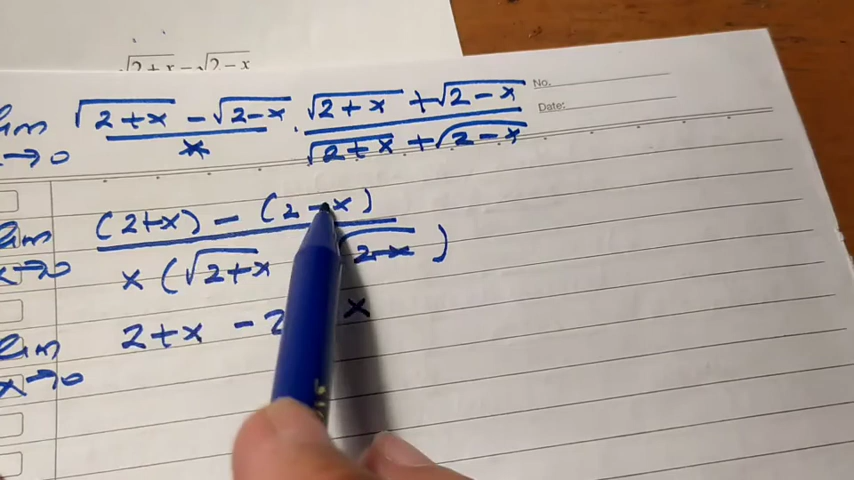 √2+x − √2−x
No.
Date:
lim x→0 √2+x − √2−x / x · √2+x + √2−x / √2+x + √2−x
lim x→0 (2+x) − (2−x) / x (√2+x √2−x )
lim x→0 2+x − 2 x